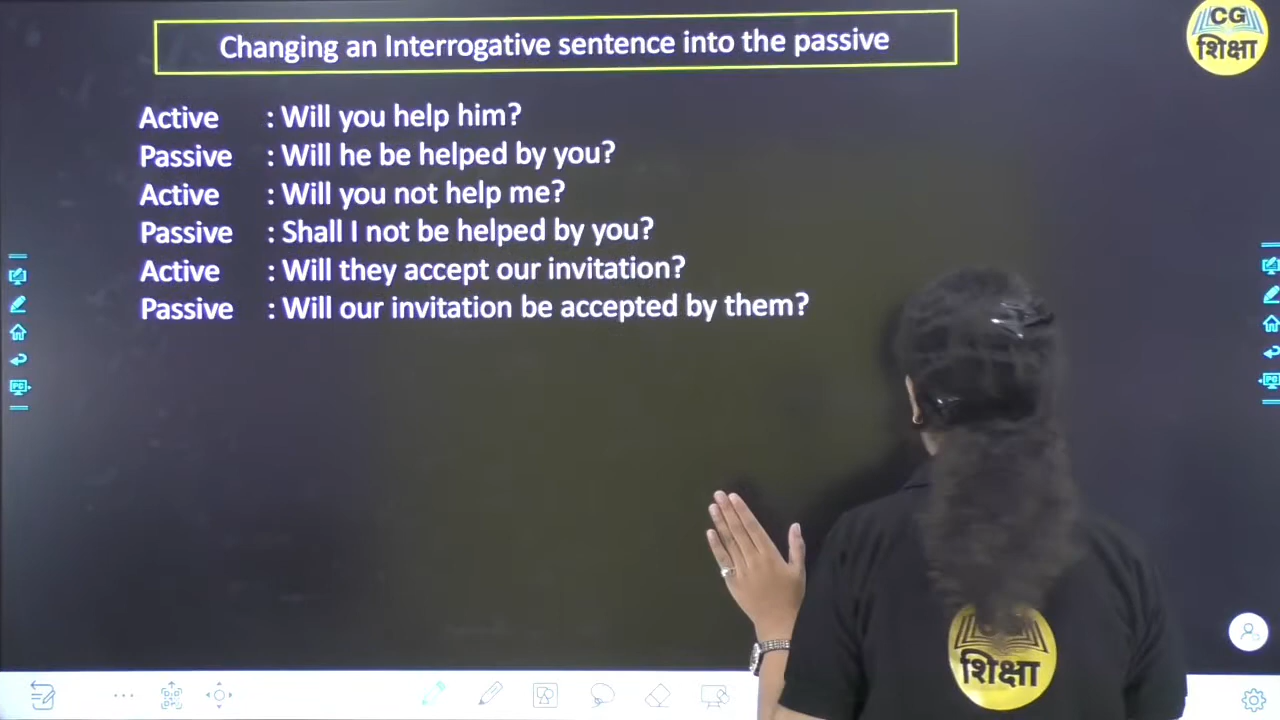 Changing an Interrogative sentence into the passive
CG
शिक्षा
Active : Will you help him?
Passive : Will he be helped by you?
Active : Will you not help me?
Passive : Shall I not be helped by you?
Active : Will they accept our invitation?
Passive : Will our invitation be accepted by them?
PC
PC
शिक्षा